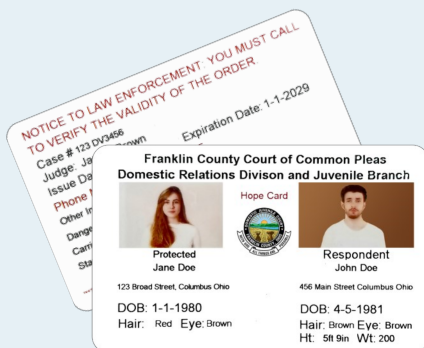 NOTICE TO LAW ENFORCEMENT: YOU MUST CALL
TO VERIFY THE VALIDITY OF THE ORDER
Case # 123 DV3456
Judge: Brown
Expiration Date: 1-1-2029
Issue
Phone
Other
Franklin County Court of Common Pleas
Domestic Relations Divison and Juvenile Branch
Hope Card
Protected
Jane Doe
123 Broad Street, Columbus Ohio
DOB: 1-1-1980
Hair: Red Eye: Brown
Respondent
John Doe
456 Main Street Columbus Ohio
DOB: 4-5-1981
Hair: Brown Eye: Brown
Ht: 5ft 9in Wt: 200